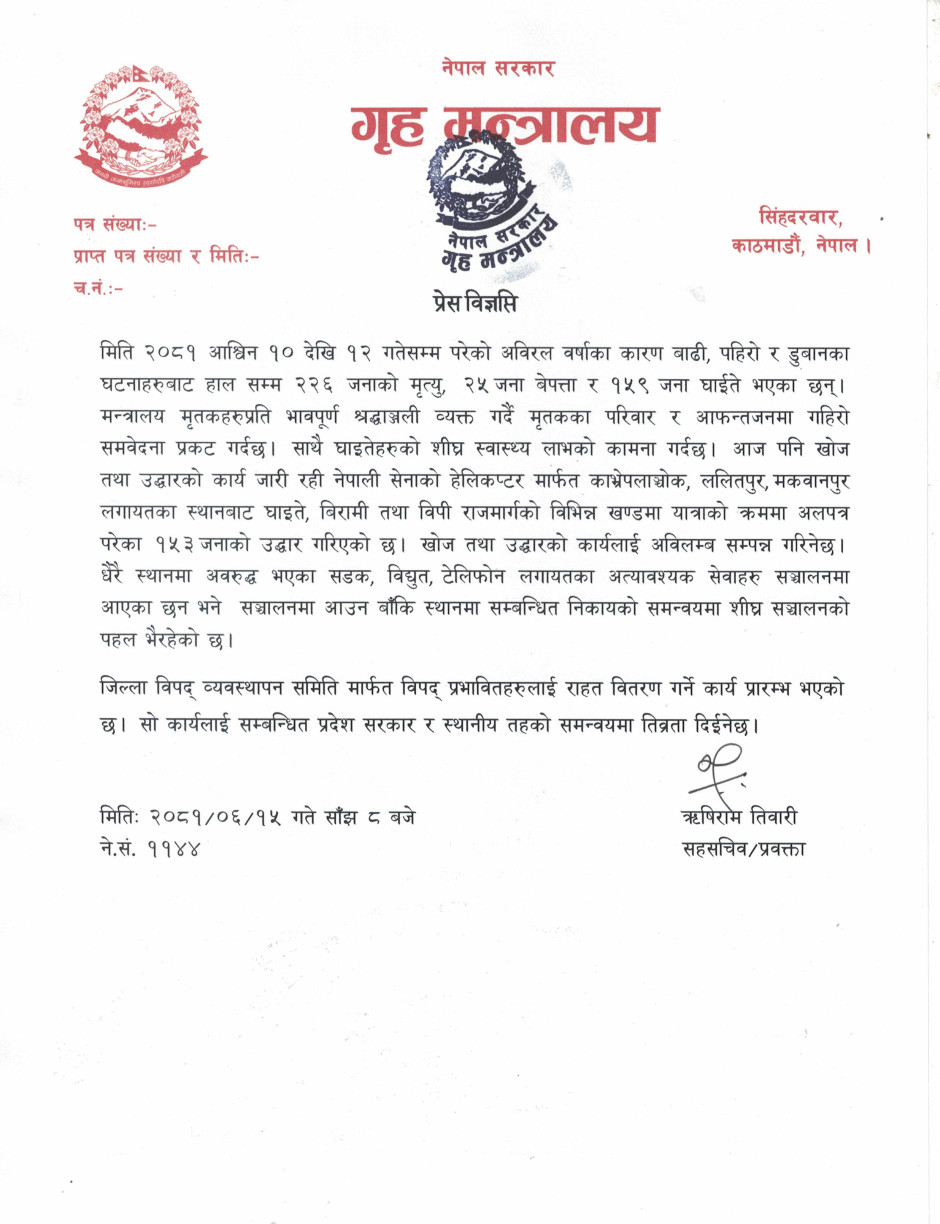 नेपाल सरकार
गृह मन्त्रालय
नेपाल सरकार
गृह मन्त्रालय
पत्र संख्याः-
प्राप्त पत्र संख्या र मितिः-
च.नं.:-
सिंहदरवार,
काठमाडौं, नेपाल ।
प्रेस विज्ञप्ति
मिति २०८१ आश्विन १० देखि १२ गतेसम्म परेको अविरल वर्षाका कारण बाढी, पहिरो र डुबानका
घटनाहरुबाट हाल सम्म २२६ जनाको मृत्यु, २५ जना बेपत्ता र १५९ जना घाईते भएका छन्।
मन्त्रालय मृतकहरुप्रति भावपूर्ण श्रद्धाञ्जली व्यक्त गर्दै मृतकका परिवार र आफन्तजनमा गहिरो
समवेदना प्रकट गर्दछ। साथै घाइतेहरुको शीघ्र स्वास्थ्य लाभको कामना गर्दछ। आज पनि खोज
तथा उद्धारको कार्य जारी रही नेपाली सेनाको हेलिकप्टर मार्फत काभ्रेपलाञ्चोक, ललितपुर, मकवानपुर
लगायतका स्थानबाट घाइते, बिरामी तथा विपी राजमार्गको विभिन्न खण्डमा यात्राको क्रममा अलपत्र
परेका १५३ जनाको उद्धार गरिएको छ। खोज तथा उद्धारको कार्यलाई अविलम्ब सम्पन्न गरिनेछ।
धेरै स्थानमा अवरुद्ध भएका सडक, विद्युत, टेलिफोन लगायतका अत्यावश्यक सेवाहरु सञ्चालनमा
आएका छन भने सञ्चालनमा आउन बाँकि स्थानमा सम्बन्धित निकायको समन्वयमा शीघ्र सञ्चालनको
पहल भैरहेको छ।
जिल्ला विपद् व्यवस्थापन समिति मार्फत विपद् प्रभावितहरुलाई राहत वितरण गर्ने कार्य प्रारम्भ भएको
छ। सो कार्यलाई सम्बन्धित प्रदेश सरकार र स्थानीय तहको समन्वयमा तिब्रता दिईनेछ।
मितिः २०८१/०६/१५ गते साँझ ८ बजे
ने.सं. ११४४
ऋषिराम तिवारी
सहसचिव/प्रवक्ता